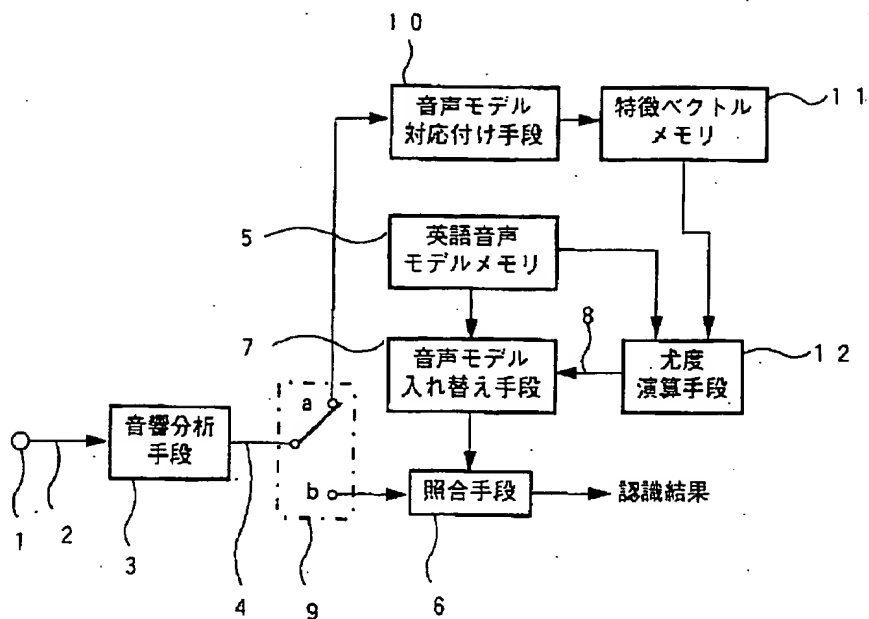 10
音声モデル
対応付け手段
特徴ベクトル
メモリ
11
5
英語音声
モデルメモリ
7
音声モデル
入れ替え手段
8
尤度
演算手段
12
a
音響分析
手段
b
照合手段
認識結果
1
2
3
4
9
6